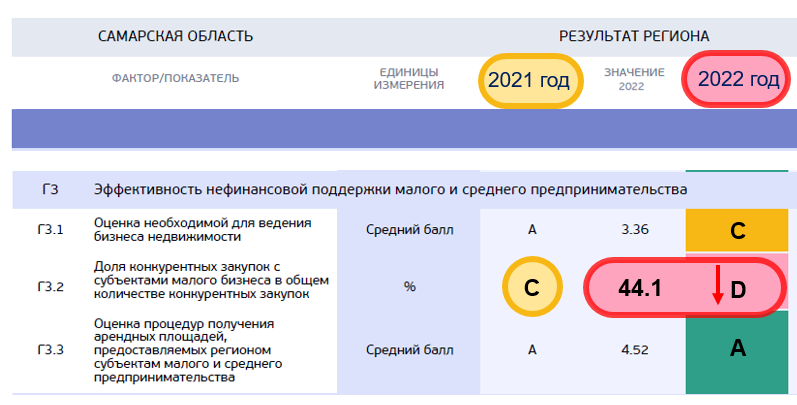 САМАРСКАЯ ОБЛАСТЬ РЕЗУЛЬТАТ РЕГИОНА
ФАКТОР/ПОКАЗАТЕЛЬ ЕДИНИЦЫ ИЗМЕРЕНИЯ 2021 год ЗНАЧЕНИЕ 2022 2022 год
Г3 Эффективность нефинансовой поддержки малого и среднего предпринимательства
Г3.1 Оценка необходимой для ведения
бизнеса недвижимости Средний балл A 3.36 C
Г3.2 Доля конкурентных закупок с
субъектами малого бизнеса в общем
количестве конкурентных закупок % C 44.1 D
Г3.3 Оценка процедур получения
арендных площадей,
предоставляемых регионом
субъектам малого и среднего
предпринимательства Средний балл A 4.52 A